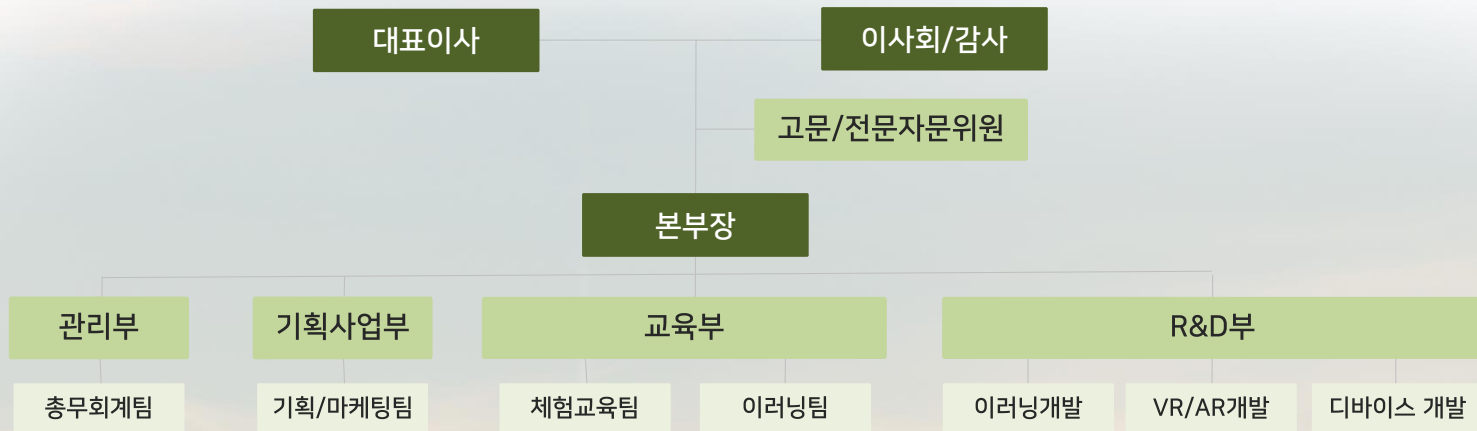 대표이사
이사회/감사
고문/전문자문위원
본부장
관리부
기획사업부
교육부
R&D부
총무회계팀
기획/마케팅팀
체험교육팀
이러닝팀
이러닝개발
VR/AR개발
디바이스 개발